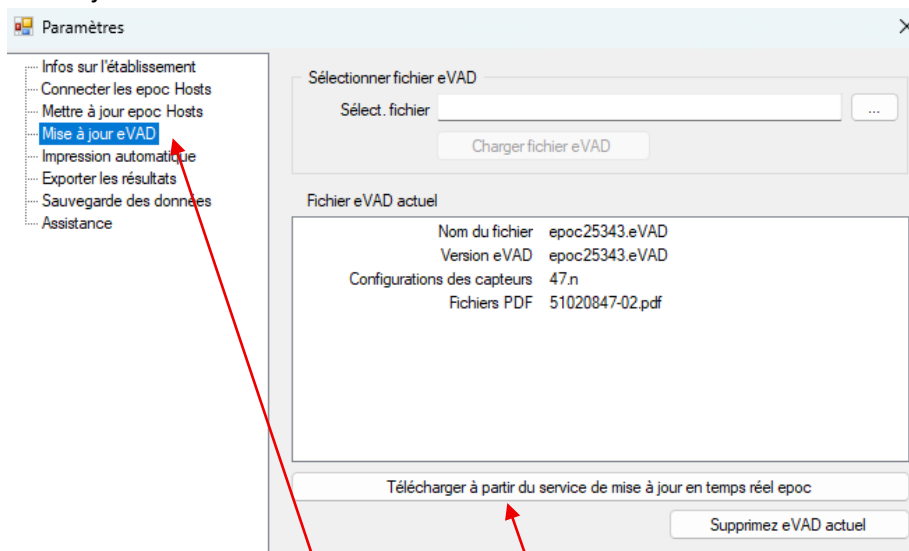 Paramètres
Infos sur l'établissement
Connecter les epoc Hosts
Mettre à jour epoc Hosts
Mise à jour eVAD
Impression automatique
Exporter les résultats
Sauvegarde des données
Assistance
Sélectionner fichier eVAD
Sélect. fichier
...
Charger fichier eVAD
Fichier eVAD actuel
Nom du fichier epoc25343.eVAD
Version eVAD epoc25343.eVAD
Configurations des capteurs 47.n
Fichiers PDF 51020847-02.pdf
Télécharger à partir du service de mise à jour en temps réel epoc
Supprimez eVAD actuel